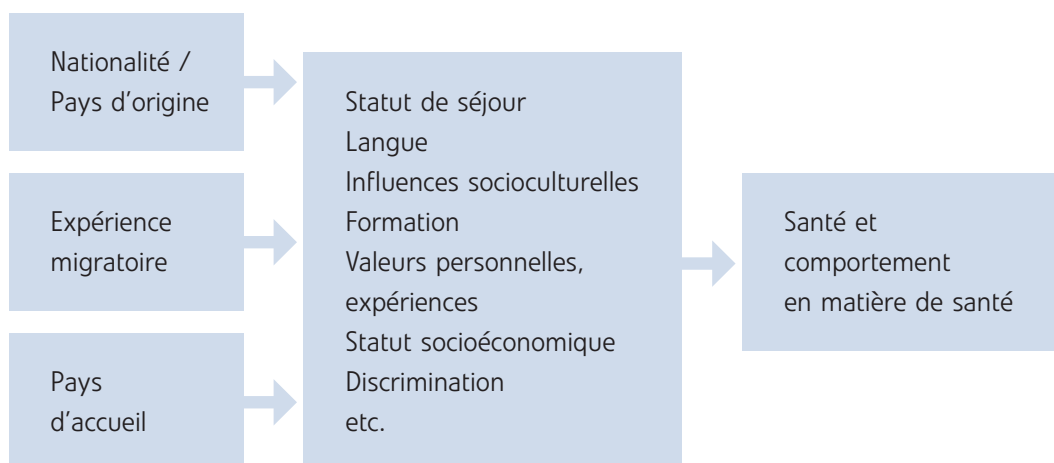 Nationalité /
Pays d’origine
Expérience
migratoire
Pays
d’accueil
Statut de séjour
Langue
Influences socioculturelles
Formation
Valeurs personnelles,
expériences
Statut socioéconomique
Discrimination
etc.
Santé et
comportement
en matière de santé